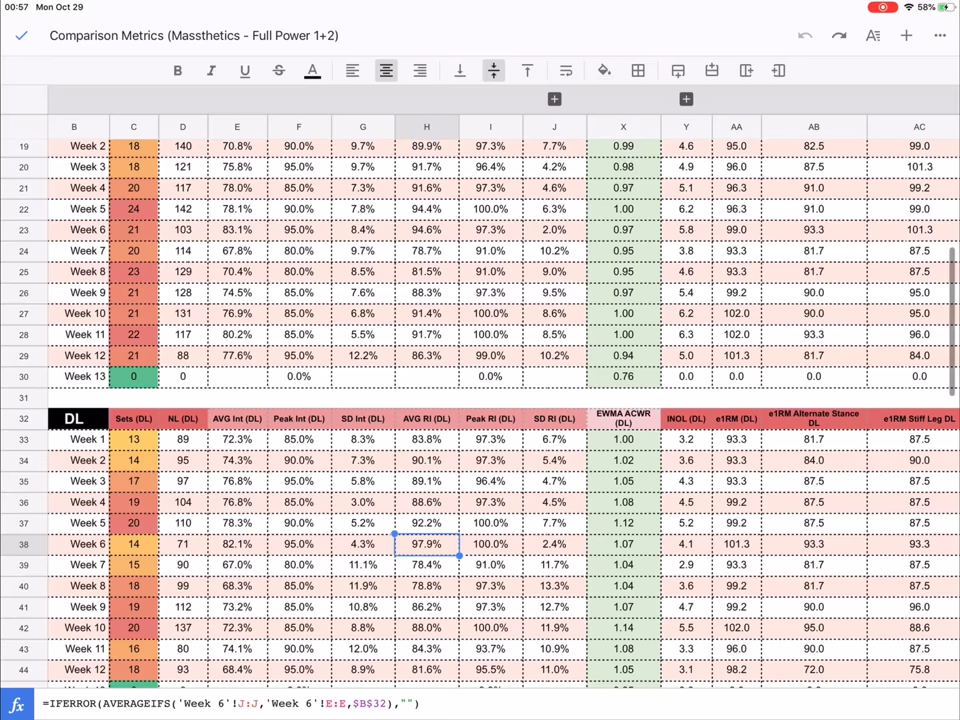 00:57 Mon Oct 29 58%
Comparison Metrics (Massthetics - Full Power 1+2)
B I U S A
B C D E F G H I J X Y AA AB AC
19 Week 2 18 140 70.8% 90.0% 9.7% 89.9% 97.3% 7.7% 0.99 4.6 95.0 82.5 99.0
20 Week 3 18 121 75.8% 95.0% 9.7% 91.7% 96.4% 4.2% 0.98 4.9 96.0 87.5 101.3
21 Week 4 20 117 78.0% 85.0% 7.3% 91.6% 97.3% 4.6% 0.97 5.1 96.3 91.0 99.2
22 Week 5 24 142 78.1% 90.0% 7.8% 94.4% 100.0% 6.3% 1.00 6.2 96.3 91.0 99.0
23 Week 6 21 103 83.1% 95.0% 8.4% 94.6% 100.0% 2.0% 0.97 5.8 99.0 93.3 101.3
24 Week 7 20 114 67.8% 80.0% 9.7% 78.7% 91.0% 10.2% 0.95 3.8 93.3 81.7 87.5
25 Week 8 23 129 70.4% 80.0% 8.5% 81.5% 91.0% 9.0% 0.95 4.6 93.3 81.7 87.5
26 Week 9 21 128 74.5% 85.0% 7.6% 88.3% 97.3% 9.5% 0.97 5.4 99.2 90.0 95.0
27 Week 10 21 131 76.9% 85.0% 6.8% 91.4% 100.0% 8.6% 1.00 6.2 102.0 90.0 95.0
28 Week 11 22 117 80.2% 85.0% 5.5% 91.7% 100.0% 8.5% 1.00 6.3 102.0 93.3 96.0
29 Week 12 21 88 77.6% 95.0% 12.2% 86.3% 99.0% 10.2% 0.94 5.0 101.3 81.7 84.0
30 Week 13 0 0 0.0% 0.0% 0.76 0.0 0.0 0.0 0.0
31
32 DL Sets (DL) NL (DL) AVG Int (DL) Peak Int (DL) SD Int (DL) AVG RI (DL) Peak RI (DL) SD RI (DL) EWMA ACWR (DL) INOL (DL) e1RM (DL) e1RM Alternate Stance DL e1RM Stiff Leg DL
33 Week 1 13 89 72.3% 85.0% 8.3% 83.8% 97.3% 6.7% 1.00 3.2 93.3 81.7 87.5
34 Week 2 14 95 74.3% 90.0% 7.3% 90.1% 97.3% 5.4% 1.02 3.6 93.3 84.0 90.0
35 Week 3 17 97 76.8% 95.0% 5.8% 89.1% 96.4% 4.7% 1.05 4.3 93.3 87.5 87.5
36 Week 4 19 104 76.8% 85.0% 3.0% 88.6% 97.3% 4.5% 1.08 4.5 99.2 87.5 87.5
37 Week 5 20 110 78.3% 90.0% 5.2% 92.2% 100.0% 7.7% 1.12 5.2 99.2 87.5 87.5
38 Week 6 14 71 82.1% 95.0% 4.3% 97.9% 100.0% 2.4% 1.07 4.1 101.3 93.3 93.3
39 Week 7 15 90 67.0% 80.0% 11.1% 78.4% 91.0% 11.7% 1.04 2.9 93.3 81.7 87.5
40 Week 8 18 99 68.3% 85.0% 11.9% 78.8% 97.3% 13.3% 1.04 3.6 99.2 81.7 87.5
41 Week 9 19 112 73.2% 85.0% 10.8% 86.2% 97.3% 12.7% 1.07 4.7 99.2 90.0 96.0
42 Week 10 20 137 72.3% 85.0% 8.8% 88.0% 100.0% 11.9% 1.14 5.5 102.0 95.0 88.6
43 Week 11 16 80 74.1% 85.0% 12.0% 84.3% 93.7% 10.9% 1.08 3.3 96.0 90.0 87.5
44 Week 12 18 93 68.4% 95.0% 8.9% 81.6% 95.5% 11.0% 1.05 3.1 98.2 72.0 75.8
fx =IFERROR(AVERAGEIFS('Week 6'!J:J,'Week 6'!E:E,$B$32),"")